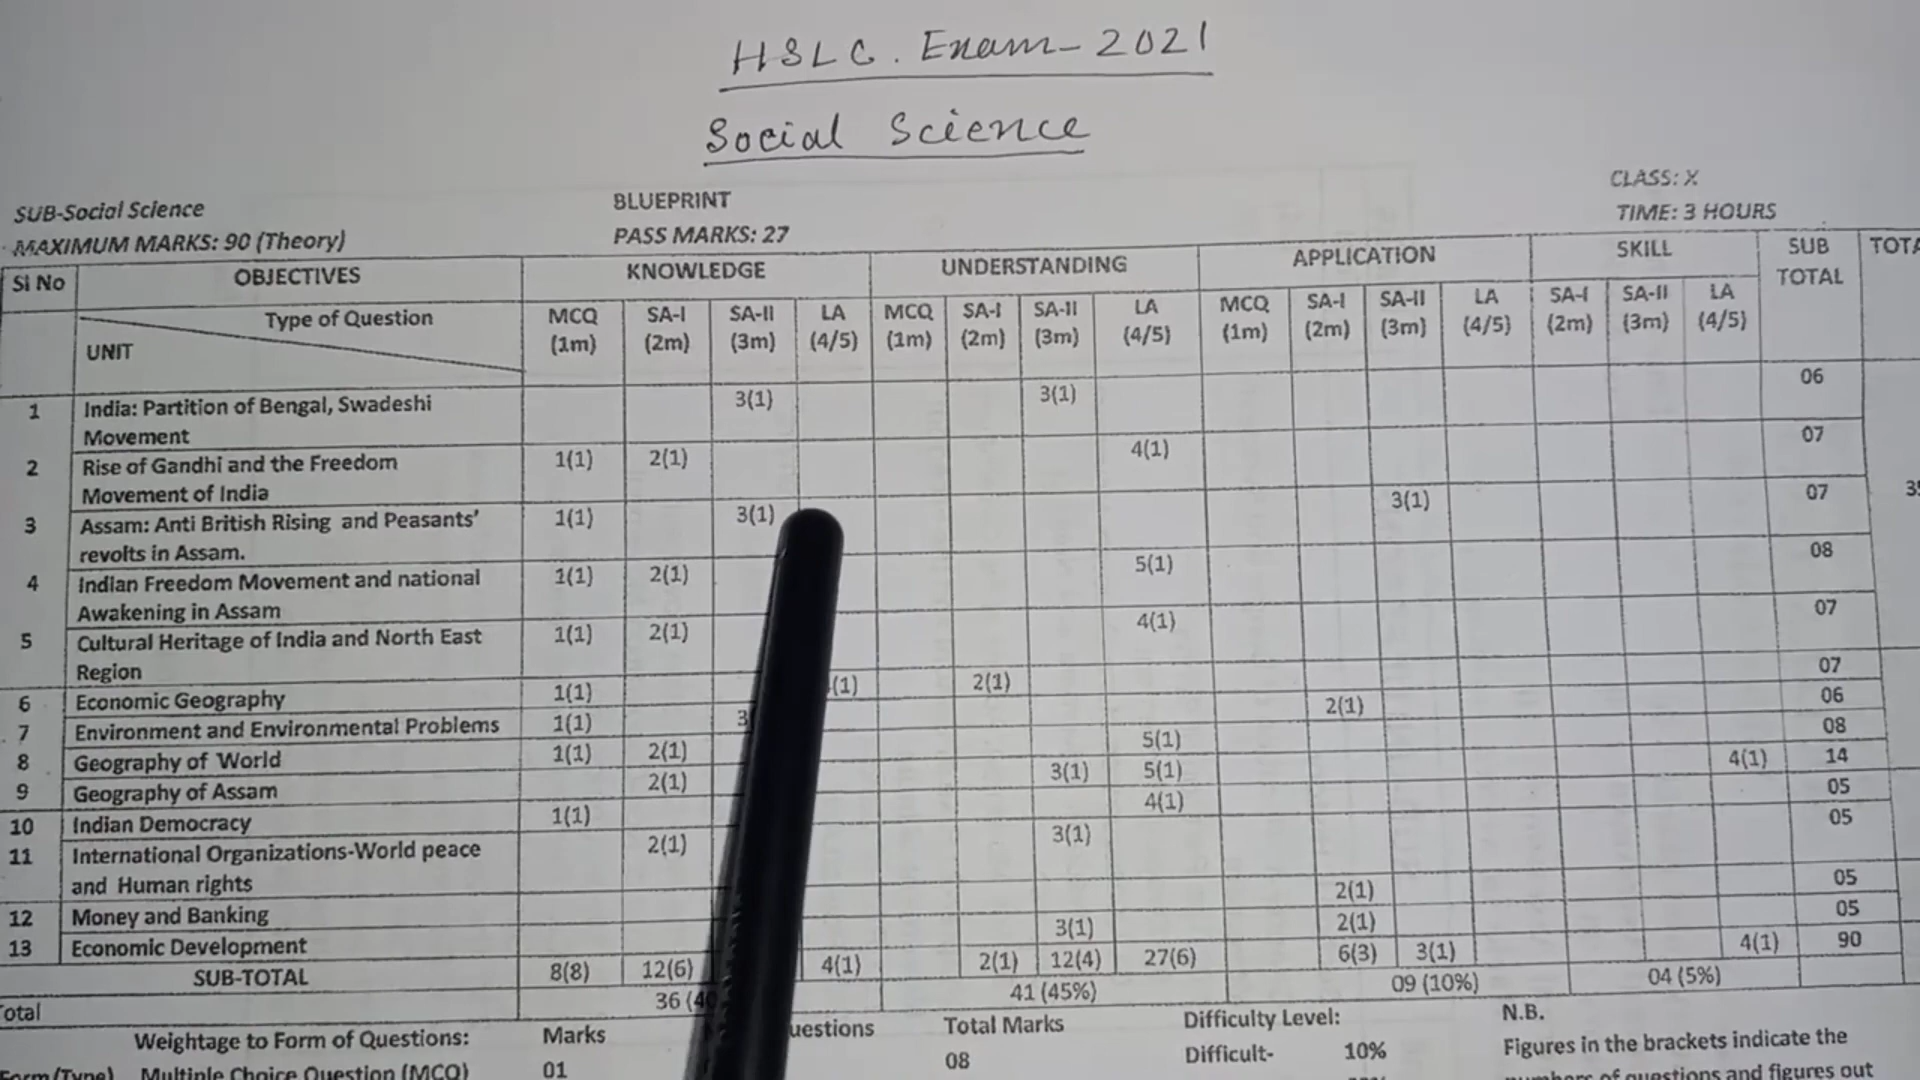 HSLC. Exam-2021
Social Science
SUB-Social Science BLUEPRINT CLASS: X
MAXIMUM MARKS: 90 (Theory) PASS MARKS: 27 TIME: 3 HOURS
Sl No OBJECTIVES KNOWLEDGE UNDERSTANDING APPLICATION SKILL SUB TOTAL
Type of Question MCQ (1m) SA-I (2m) SA-II (3m) LA (4/5) MCQ (1m) SA-I (2m) SA-II (3m) LA (4/5) MCQ (1m) SA-I (2m) SA-II (3m) LA (4/5) SA-I (2m) SA-II (3m) LA (4/5)
UNIT
1 India: Partition of Bengal, Swadeshi 3(1) 3(1) 06
Movement
2 Rise of Gandhi and the Freedom 1(1) 2(1) 4(1) 07
Movement of India
3 Assam: Anti British Rising and Peasants' 1(1) 3(1) 3(1) 07
revolts in Assam.
4 Indian Freedom Movement and national 1(1) 2(1) 5(1) 08
Awakening in Assam
5 Cultural Heritage of India and North East 1(1) 2(1) 4(1) 07
Region
6 Economic Geography 1(1) (1) 2(1) 07
7 Environment and Environmental Problems 1(1) 3 2(1) 06
8 Geography of World 1(1) 2(1) 5(1) 08
9 Geography of Assam 2(1) 3(1) 5(1) 4(1) 14
10 Indian Democracy 1(1) 4(1) 05
11 International Organizations-World peace 2(1) 3(1) 05
and Human rights
12 Money and Banking 2(1) 05
13 Economic Development 3(1) 2(1) 05
SUB-TOTAL 8(8) 12(6) 4(1) 2(1) 12(4) 27(6) 6(3) 3(1) 4(1) 90
36 41 (45%) 09 (10%) 04 (5%)
Weightage to Form of Questions: Marks Total Marks Difficulty Level: N.B.
Multiple Choice Question (MCQ) 01 08 Difficult- 10% Figures in the brackets indicate the
of questions and figures out